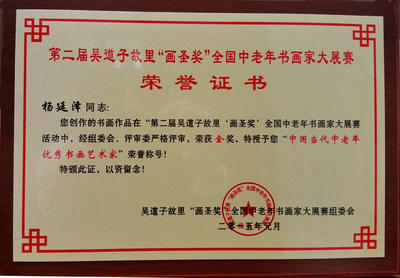 第二届吴道子故里“画圣奖”全国中老年书画家大展赛
荣誉证书
杨廷泽同志:
您创作的书画作品在“第二届吴道子故里‘画圣奖’全国中老年书画家大展赛
活动中，经组委会、评审委严格评审，荣获金奖。特授予您“中国当代中老年
优秀书画艺术家”荣誉称号！
特颁此证，以资留念！
吴道子故里“画圣奖”全国中老年书画家大展赛组委会
二〇一五年元月